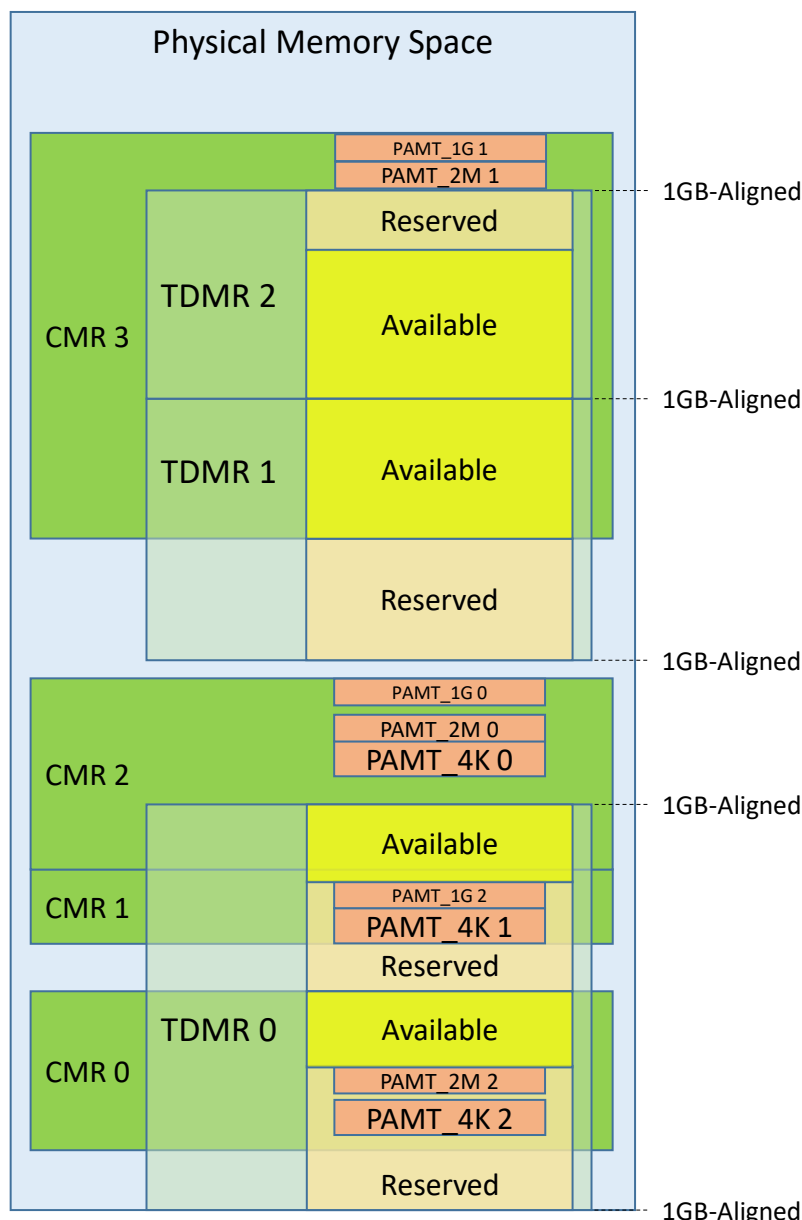 Physical Memory Space
PAMT_1G 1
PAMT_2M 1
1GB-Aligned
Reserved
TDMR 2
Available
CMR 3
1GB-Aligned
TDMR 1
Available
Reserved
1GB-Aligned
PAMT_1G 0
PAMT_2M 0
PAMT_4K 0
CMR 2
1GB-Aligned
Available
PAMT_1G 2
CMR 1
PAMT_4K 1
Reserved
TDMR 0
Available
CMR 0
PAMT_2M 2
PAMT_4K 2
Reserved
1GB-Aligned